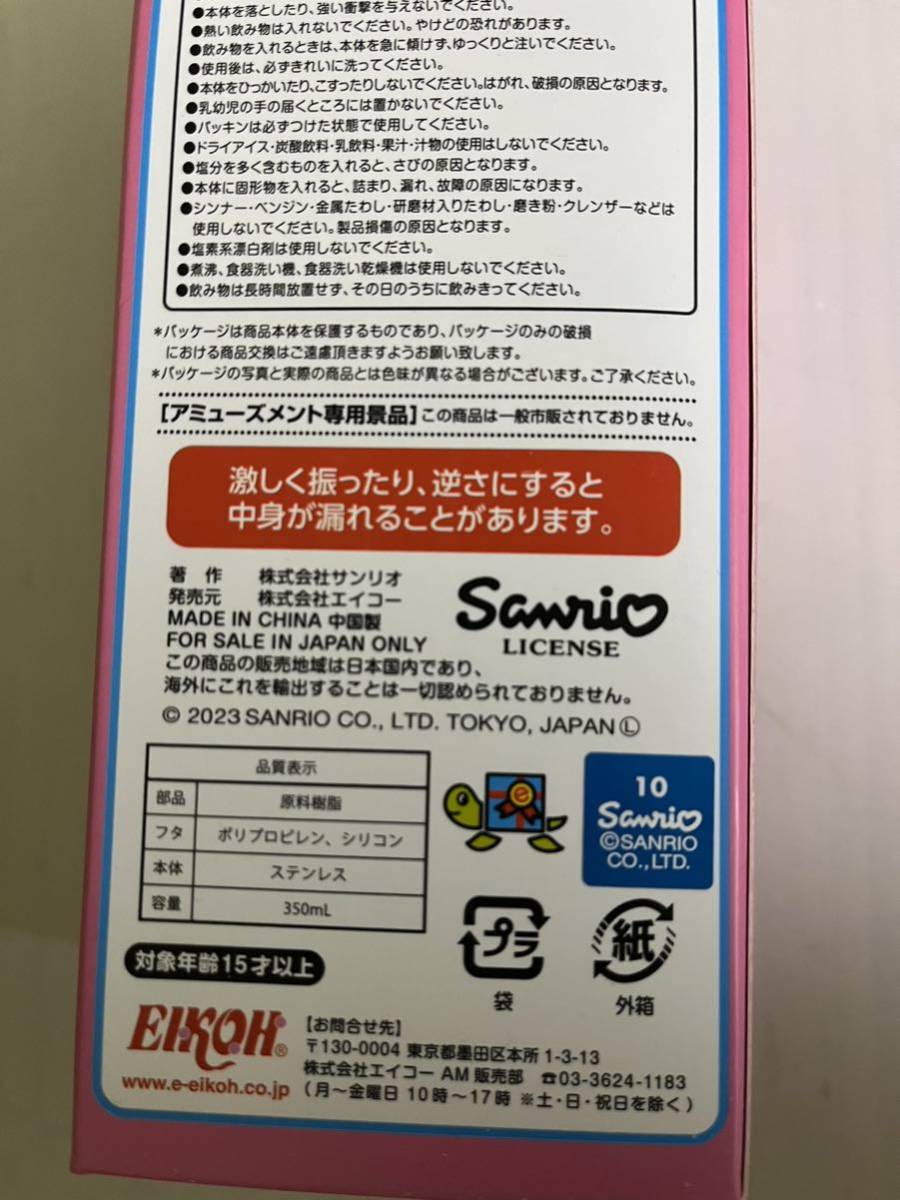 ●本体を落としたり、強い衝撃を与えないでください。
●熱い飲み物は入れないでください。やけどの恐れがあります。
●飲み物を入れるときは、本体を急に傾けず、ゆっくりと注いでください。
●使用後は、必ずきれいに洗ってください。
●本体をひっかいたり、こすったりしないでください。はがれ、破損の原因となります。
●乳幼児の手の届くところには置かないでください。
●パッキンは必ずつけた状態で使用してください。
●ドライアイス・炭酸飲料・乳飲料・果汁・汁物の使用はしないでください。
●塩分を多く含むものを入れると、さびの原因となります。
●本体に固形物を入れると、詰まり、漏れ、故障の原因になります。
●シンナー・ベンジン・金属たわし・研磨材入りたわし・磨き粉・クレンザーなどは
使用しないでください。製品損傷の原因となります。
●塩素系漂白剤は使用しないでください。
●煮沸、食器洗い機、食器洗い乾燥機は使用しないでください。
●飲み物は長時間放置せず、その日のうちに飲みきってください。
*パッケージは商品本体を保護するものであり、パッケージのみの破損
における商品交換はご遠慮頂きますようお願い致します。
*パッケージの写真と実際の商品とは色味が異なる場合がございます。ご了承ください。
【アミューズメント専用景品】この商品は一般市販されておりません。
激しく振ったり、逆さにすると
中身が漏れることがあります。
著 作 株式会社サンリオ
発売元 株式会社エイコー
MADE IN CHINA 中国製
FOR SALE IN JAPAN ONLY
Sanrio
LICENSE
この商品の販売地域は日本国内であり、
海外にこれを輸出することは一切認められておりません。
© 2023 SANRIO CO., LTD. TOKYO, JAPAN Ⓛ
品質表示
部品 原料樹脂
フタ ポリプロピレン、シリコン
本体 ステンレス
容量 350mL
e
10
Sanrio
©SANRIO
CO.,LTD.
プラ
袋
紙
外箱
対象年齢15才以上
EIKOH®
www.e-eikoh.co.jp
【お問合せ先】
〒130-0004 東京都墨田区本所1-3-13
株式会社エイコー AM販売部 ☎03-3624-1183
(月～金曜日 10時～17時 ※土・日・祝日を除く)